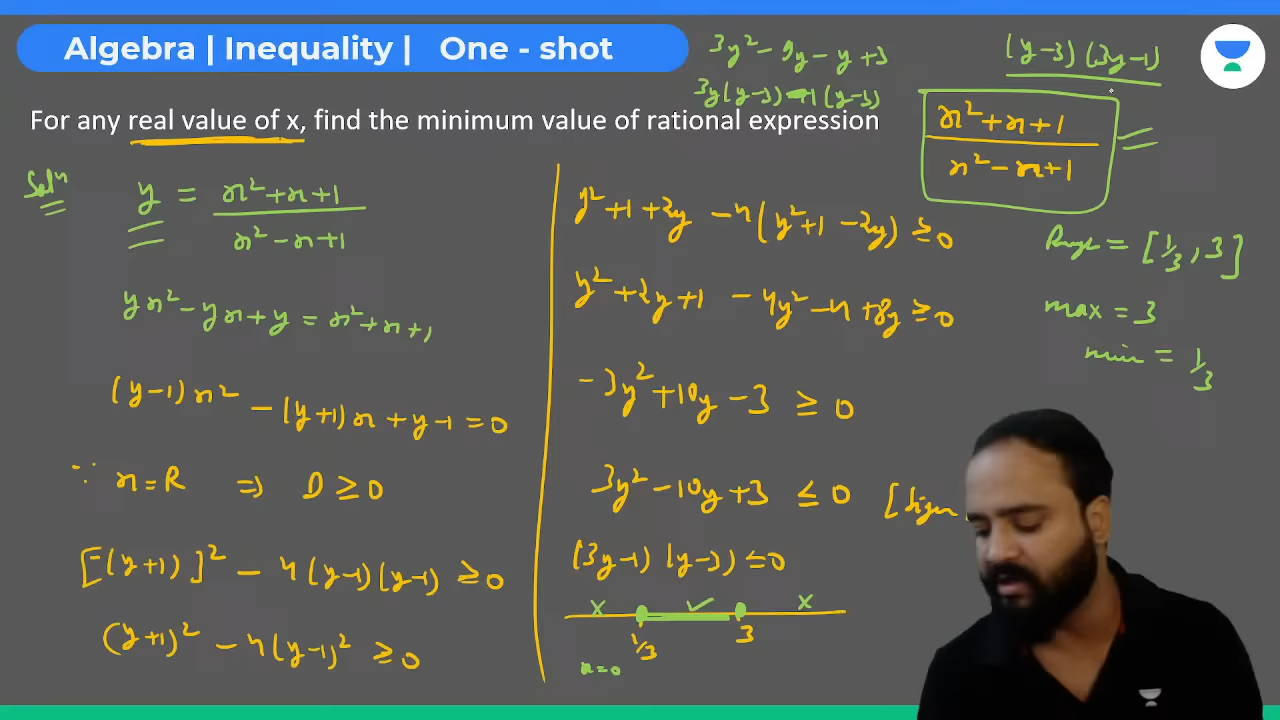 Algebra | Inequality | One - shot
3y² - 9y - y + 3
3y(y-3) -1(y-3)
(y-3) (3y-1)
For any real value of x, find the minimum value of rational expression
x²+x+1
x²-x+1
Solⁿ
y = x²+x+1
x²-x+1
yx² - yx + y = x²+x+1
(y-1)x² - (y+1)x + y-1 = 0
∵ x=R ⇒ D ≥ 0
[-(y+1)]² - 4(y-1)(y-1) ≥ 0
(y+1)² - 4(y-1)² ≥ 0
y²+1+2y - 4(y²+1-2y) ≥ 0
y²+2y+1 - 4y²-4+8y ≥ 0
-3y²+10y-3 ≥ 0
3y²-10y+3 ≤ 0 [Sign
(3y-1)(y-3) ≤ 0
x ✓ x
1/3 3
x=0
Range = [1/3, 3]
max = 3
min = 1/3